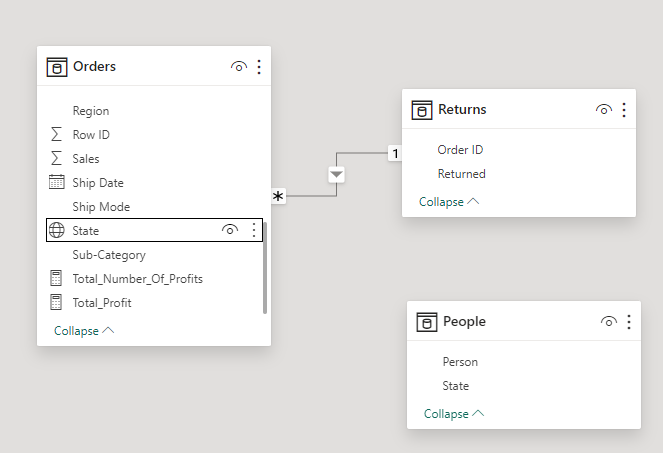 Orders
Region
Row ID
Sales
Ship Date
Ship Mode
State
Sub-Category
Total_Number_Of_Profits
Total_Profit
Collapse
*
1
Returns
Order ID
Returned
Collapse
People
Person
State
Collapse